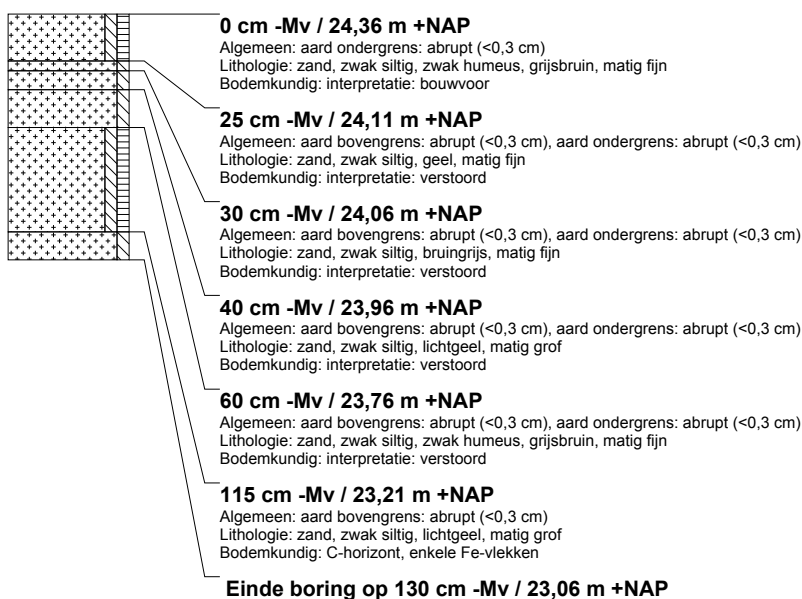 0 cm -Mv / 24,36 m +NAP
Algemeen: aard ondergrens: abrupt (<0,3 cm)
Lithologie: zand, zwak siltig, zwak humeus, grijsbruin, matig fijn
Bodemkundig: interpretatie: bouwvoor
25 cm -Mv / 24,11 m +NAP
Algemeen: aard bovengrens: abrupt (<0,3 cm), aard ondergrens: abrupt (<0,3 cm)
Lithologie: zand, zwak siltig, geel, matig fijn
Bodemkundig: interpretatie: verstoord
30 cm -Mv / 24,06 m +NAP
Algemeen: aard bovengrens: abrupt (<0,3 cm), aard ondergrens: abrupt (<0,3 cm)
Lithologie: zand, zwak siltig, bruingrijs, matig fijn
Bodemkundig: interpretatie: verstoord
40 cm -Mv / 23,96 m +NAP
Algemeen: aard bovengrens: abrupt (<0,3 cm), aard ondergrens: abrupt (<0,3 cm)
Lithologie: zand, zwak siltig, lichtgeel, matig grof
Bodemkundig: interpretatie: verstoord
60 cm -Mv / 23,76 m +NAP
Algemeen: aard bovengrens: abrupt (<0,3 cm), aard ondergrens: abrupt (<0,3 cm)
Lithologie: zand, zwak siltig, zwak humeus, grijsbruin, matig fijn
Bodemkundig: interpretatie: verstoord
115 cm -Mv / 23,21 m +NAP
Algemeen: aard bovengrens: abrupt (<0,3 cm)
Lithologie: zand, zwak siltig, lichtgeel, matig grof
Bodemkundig: C-horizont, enkele Fe-vlekken
Einde boring op 130 cm -Mv / 23,06 m +NAP